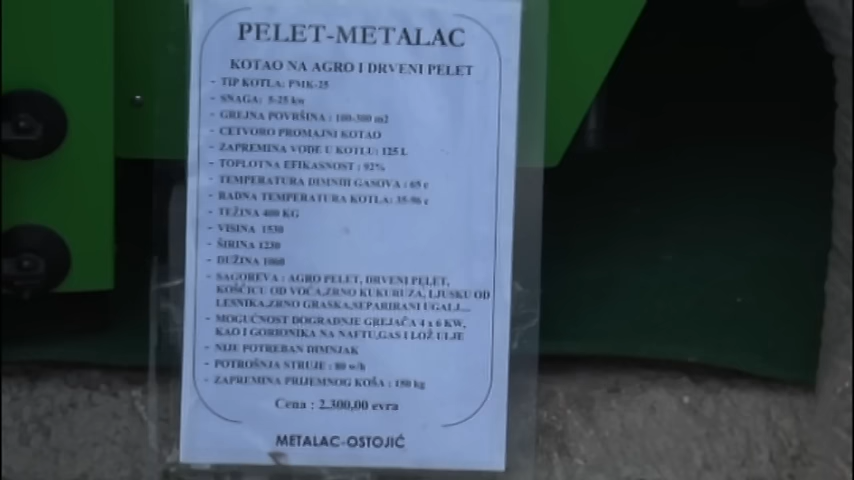 PELET-METALAC
KOTAO NA AGRO I DRVENI PELET
- TIP KOTLA: PMK-25
- SNAGA: 5-25 kw
- GREJNA POVRŠINA : 100-300 m2
- ČETVORO PROMAJNI KOTAO
- ZAPREMINA VODE U KOTLU: 125 L
- TOPLOTNA EFIKASNOST : 92%
- TEMPERATURA DIMNIH GASOVA : 65 c
- RADNA TEMPERATURA KOTLA: 35-96 c
- TEŽINA 400 KG
- VISINA 1530
- ŠIRINA 1230
- DUŽINA 1060
- SAGOREVA : AGRO PELET, DRVENI PELET,
KOŠČICU OD VOĆA,ZRNO KUKURUZA, LJUSKU OD
LESNIKA,ZRNO GRAŠKA,SEPARIRANI UGALJ...
- MOGUĆNOST DOGRADNJE GREJAČA 4 x 6 KW,
KAO I GORIONIKA NA NAFTU,GAS I LOŽ ULJE
- NIJE POTREBAN DIMNJAK
- POTROŠNJA STRUJE : 80 w/h
- ZAPREMINA PRIJEMNOG KOŠA : 150 kg
Cena : 2.300,00 evra
METALAC-OSTOJIĆ